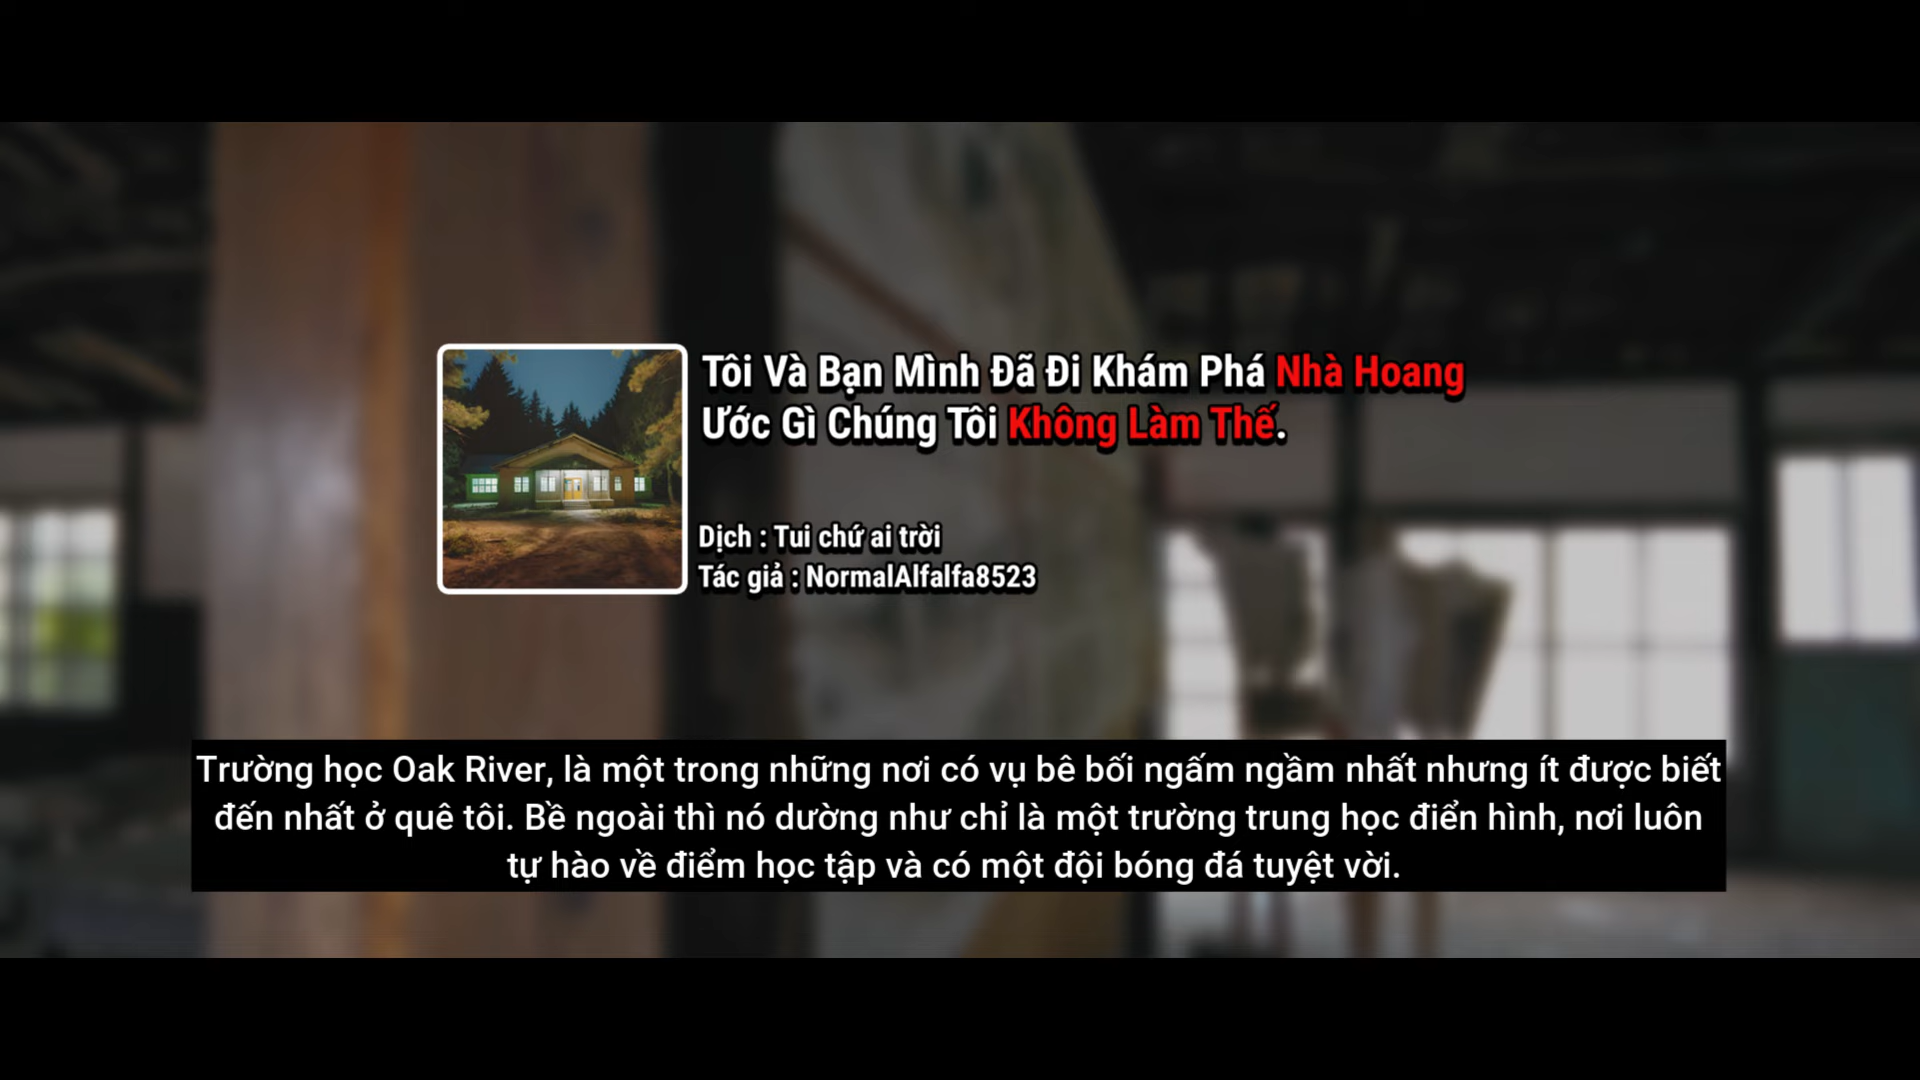 Tôi Và Bạn Mình Đã Đi Khám Phá Nhà Hoang
Ước Gì Chúng Tôi Không Làm Thế.
Dịch : Tui chứ ai trời
Tác giả : NormalAlfalfa8523
Trường học Oak River, là một trong những nơi có vụ bê bối ngấm ngầm nhất nhưng ít được biết
đến nhất ở quê tôi. Bề ngoài thì nó dường như chỉ là một trường trung học điển hình, nơi luôn
tự hào về điểm học tập và có một đội bóng đá tuyệt vời.